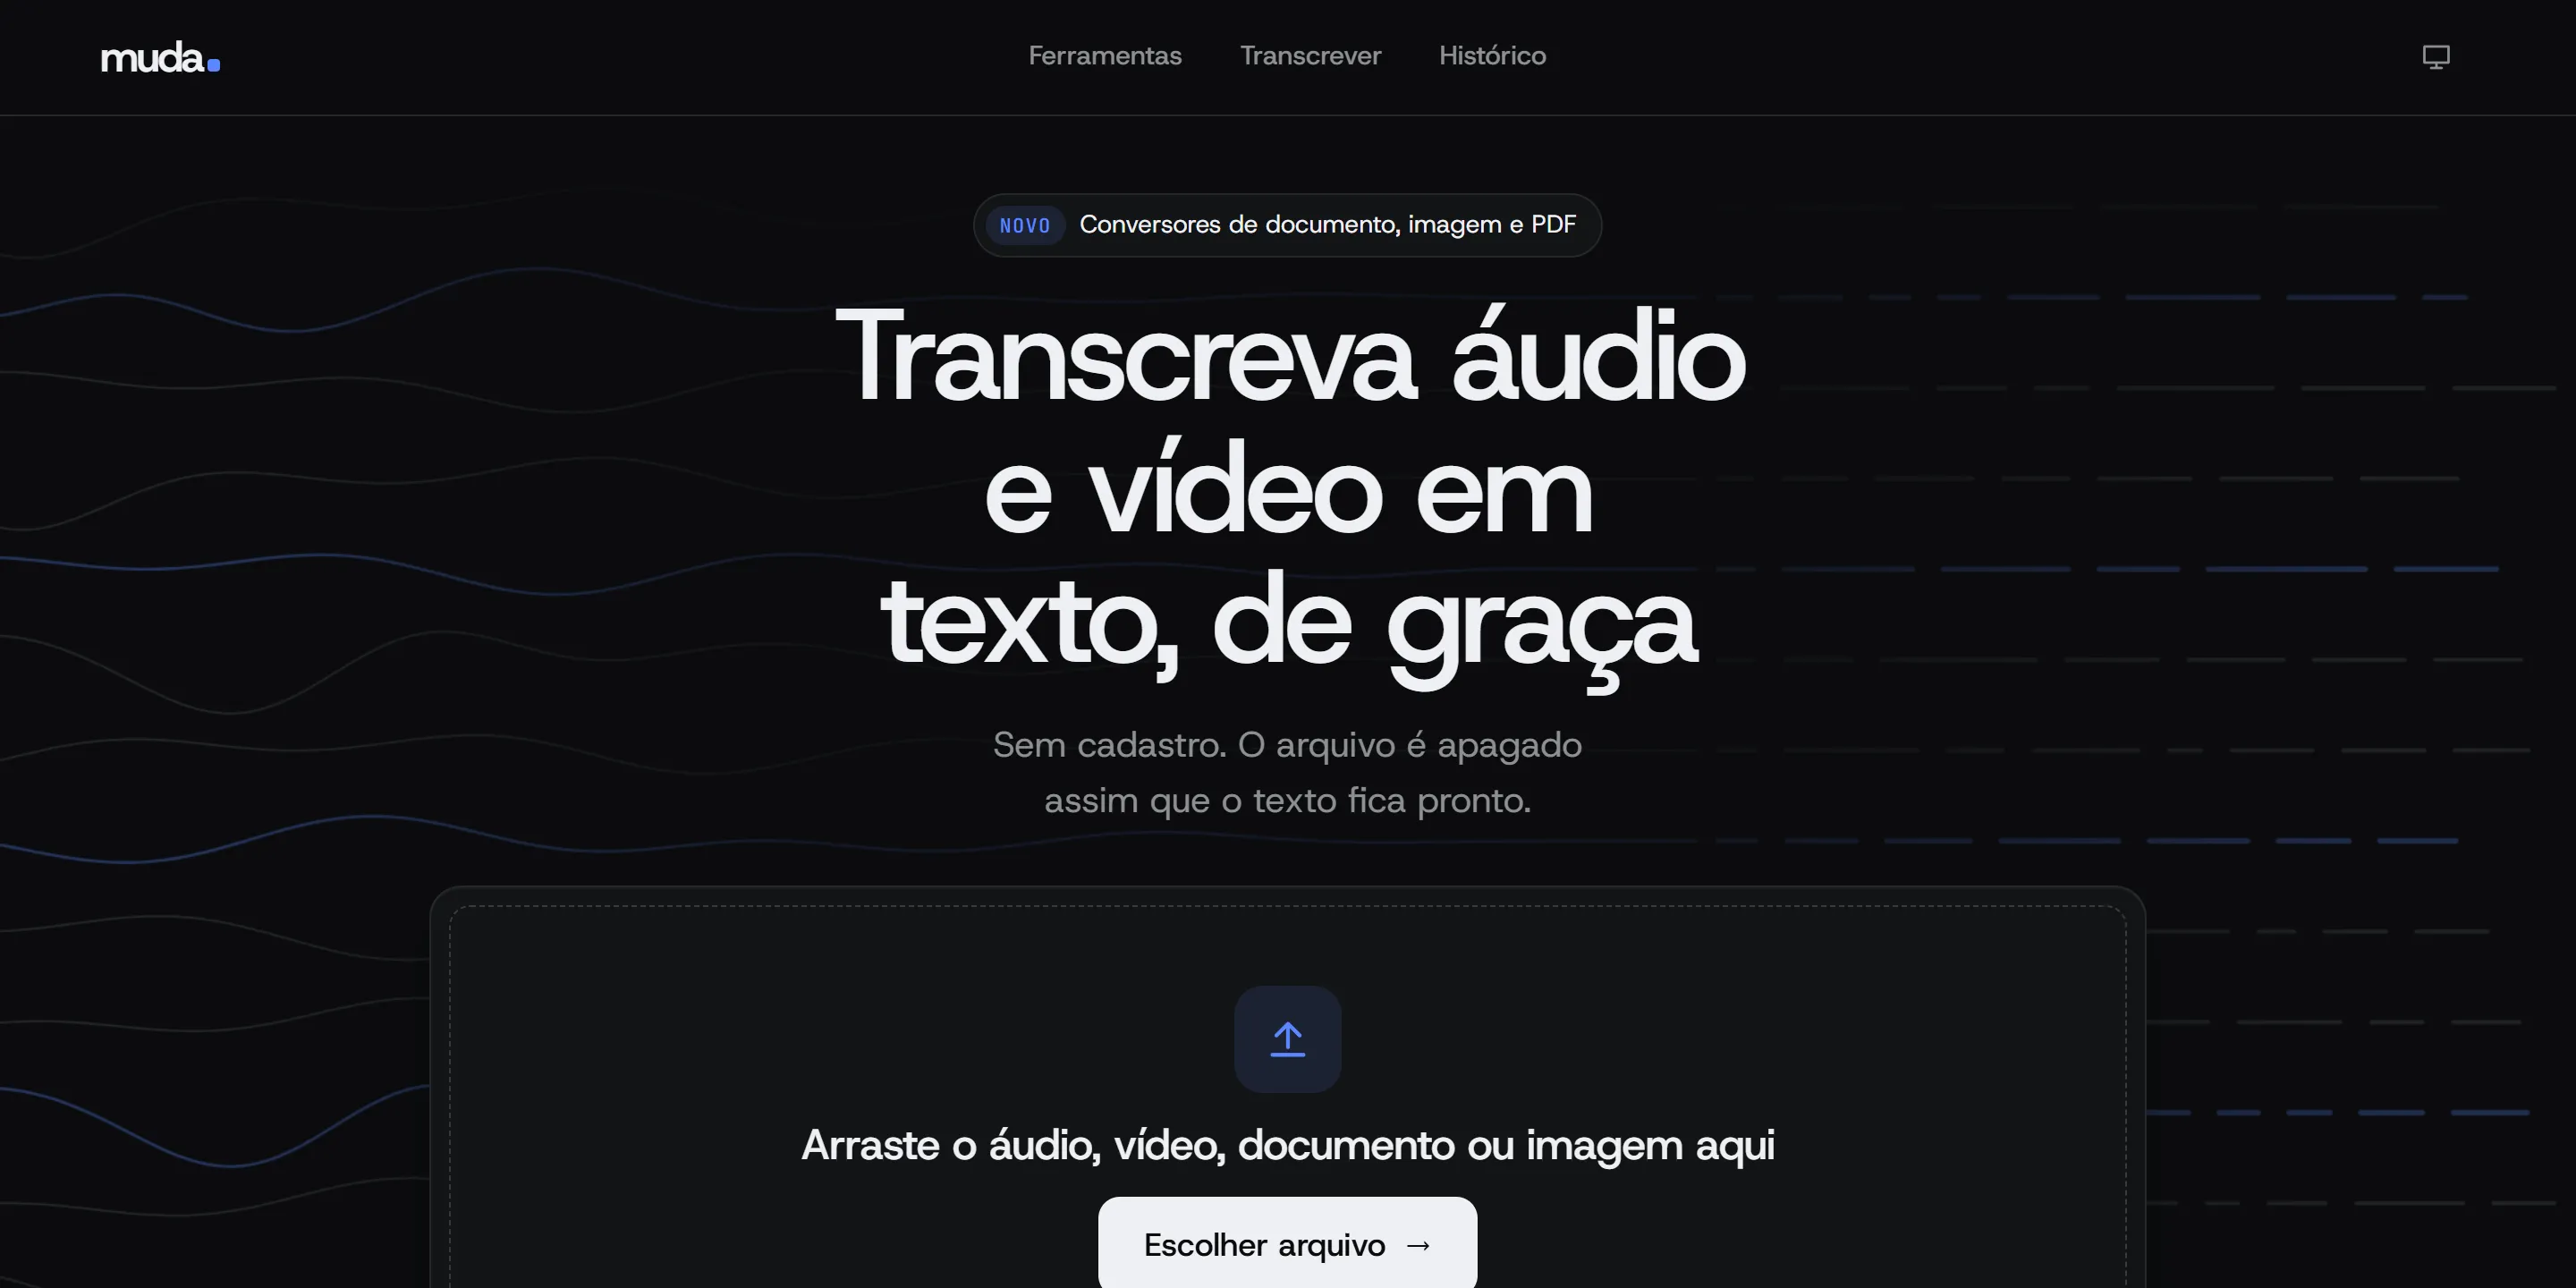 muda.
Ferramentas
Transcrever
Histórico
NOVO Conversores de documento, imagem e PDF
Transcreva áudio
e vídeo em
texto, de graça
Sem cadastro. O arquivo é apagado
assim que o texto fica pronto.
Arraste o áudio, vídeo, documento ou imagem aqui
Escolher arquivo →